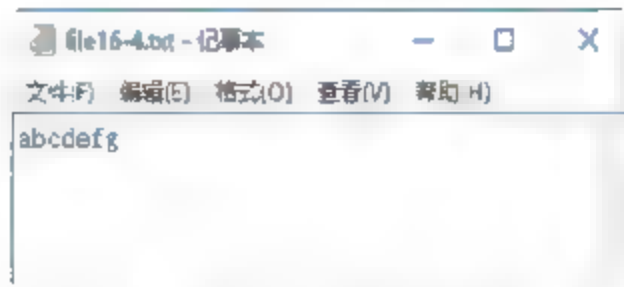 file16-4.txt - 记事本
文件(F) 编辑(E) 格式(O) 查看(V) 帮助(H)
abcdefg